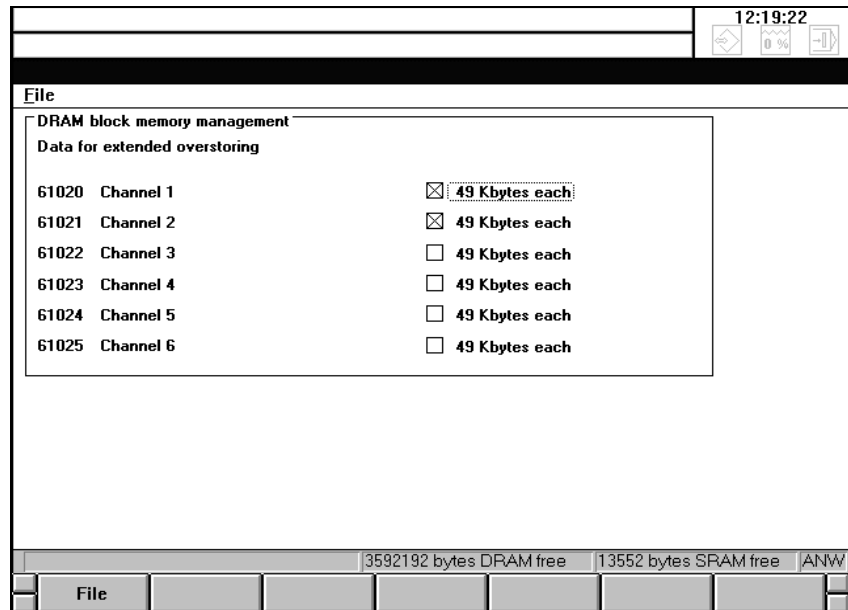 12:19:22
0 %
File
DRAM block memory management
Data for extended overstoring
61020 Channel 1 49 Kbytes each
61021 Channel 2 49 Kbytes each
61022 Channel 3 49 Kbytes each
61023 Channel 4 49 Kbytes each
61024 Channel 5 49 Kbytes each
61025 Channel 6 49 Kbytes each
3592192 bytes DRAM free 13552 bytes SRAM free ANW
File